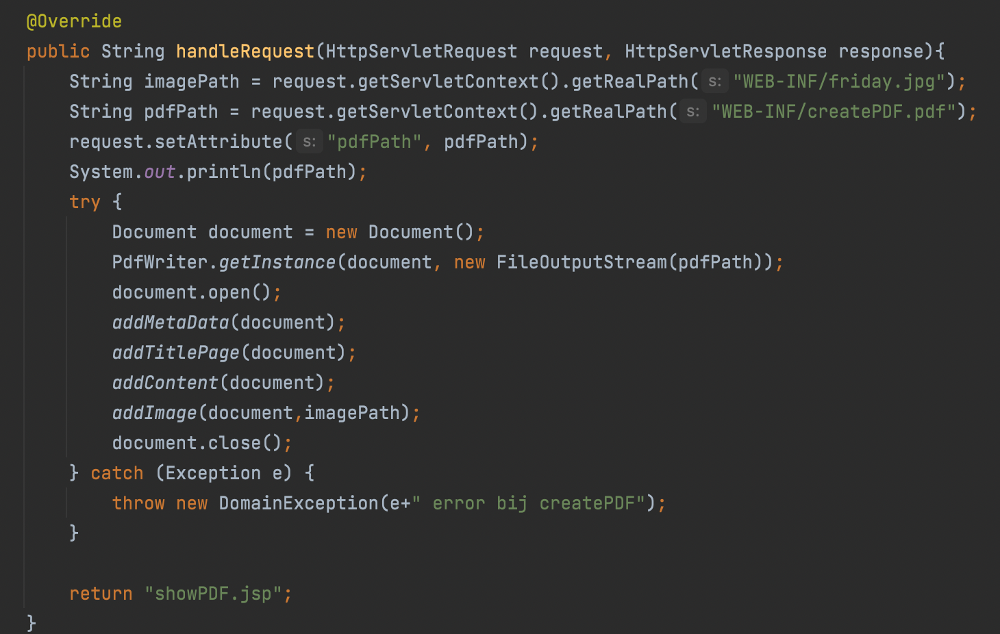 @Override
public String handleRequest(HttpServletRequest request, HttpServletResponse response){
String imagePath = request.getServletContext().getRealPath( s: "WEB-INF/friday.jpg");
String pdfPath = request.getServletContext().getRealPath( s: "WEB-INF/createPDF.pdf");
request.setAttribute( s: "pdfPath", pdfPath);
System.out.println(pdfPath);
try {
Document document = new Document();
PdfWriter.getInstance(document, new FileOutputStream(pdfPath));
document.open();
addMetaData(document);
addTitlePage(document);
addContent(document);
addImage(document,imagePath);
document.close();
} catch (Exception e) {
throw new DomainException(e+" error bij createPDF");
}
return "showPDF.jsp";
}